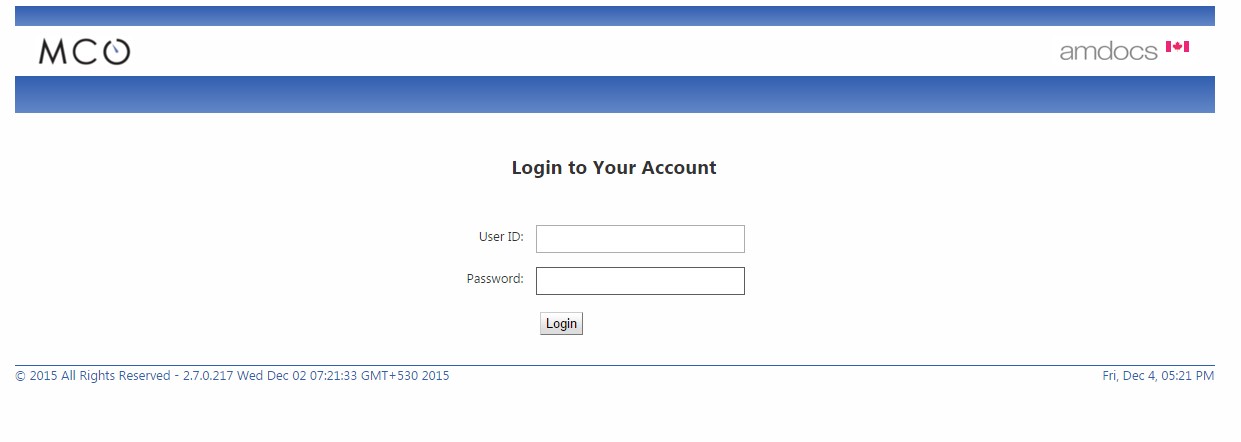 MCO
amdocs
Login to Your Account
User ID:
Password:
Login
© 2015 All Rights Reserved - 2.7.0.217 Wed Dec 02 07:21:33 GMT+530 2015 Fri, Dec 4, 05:21 PM